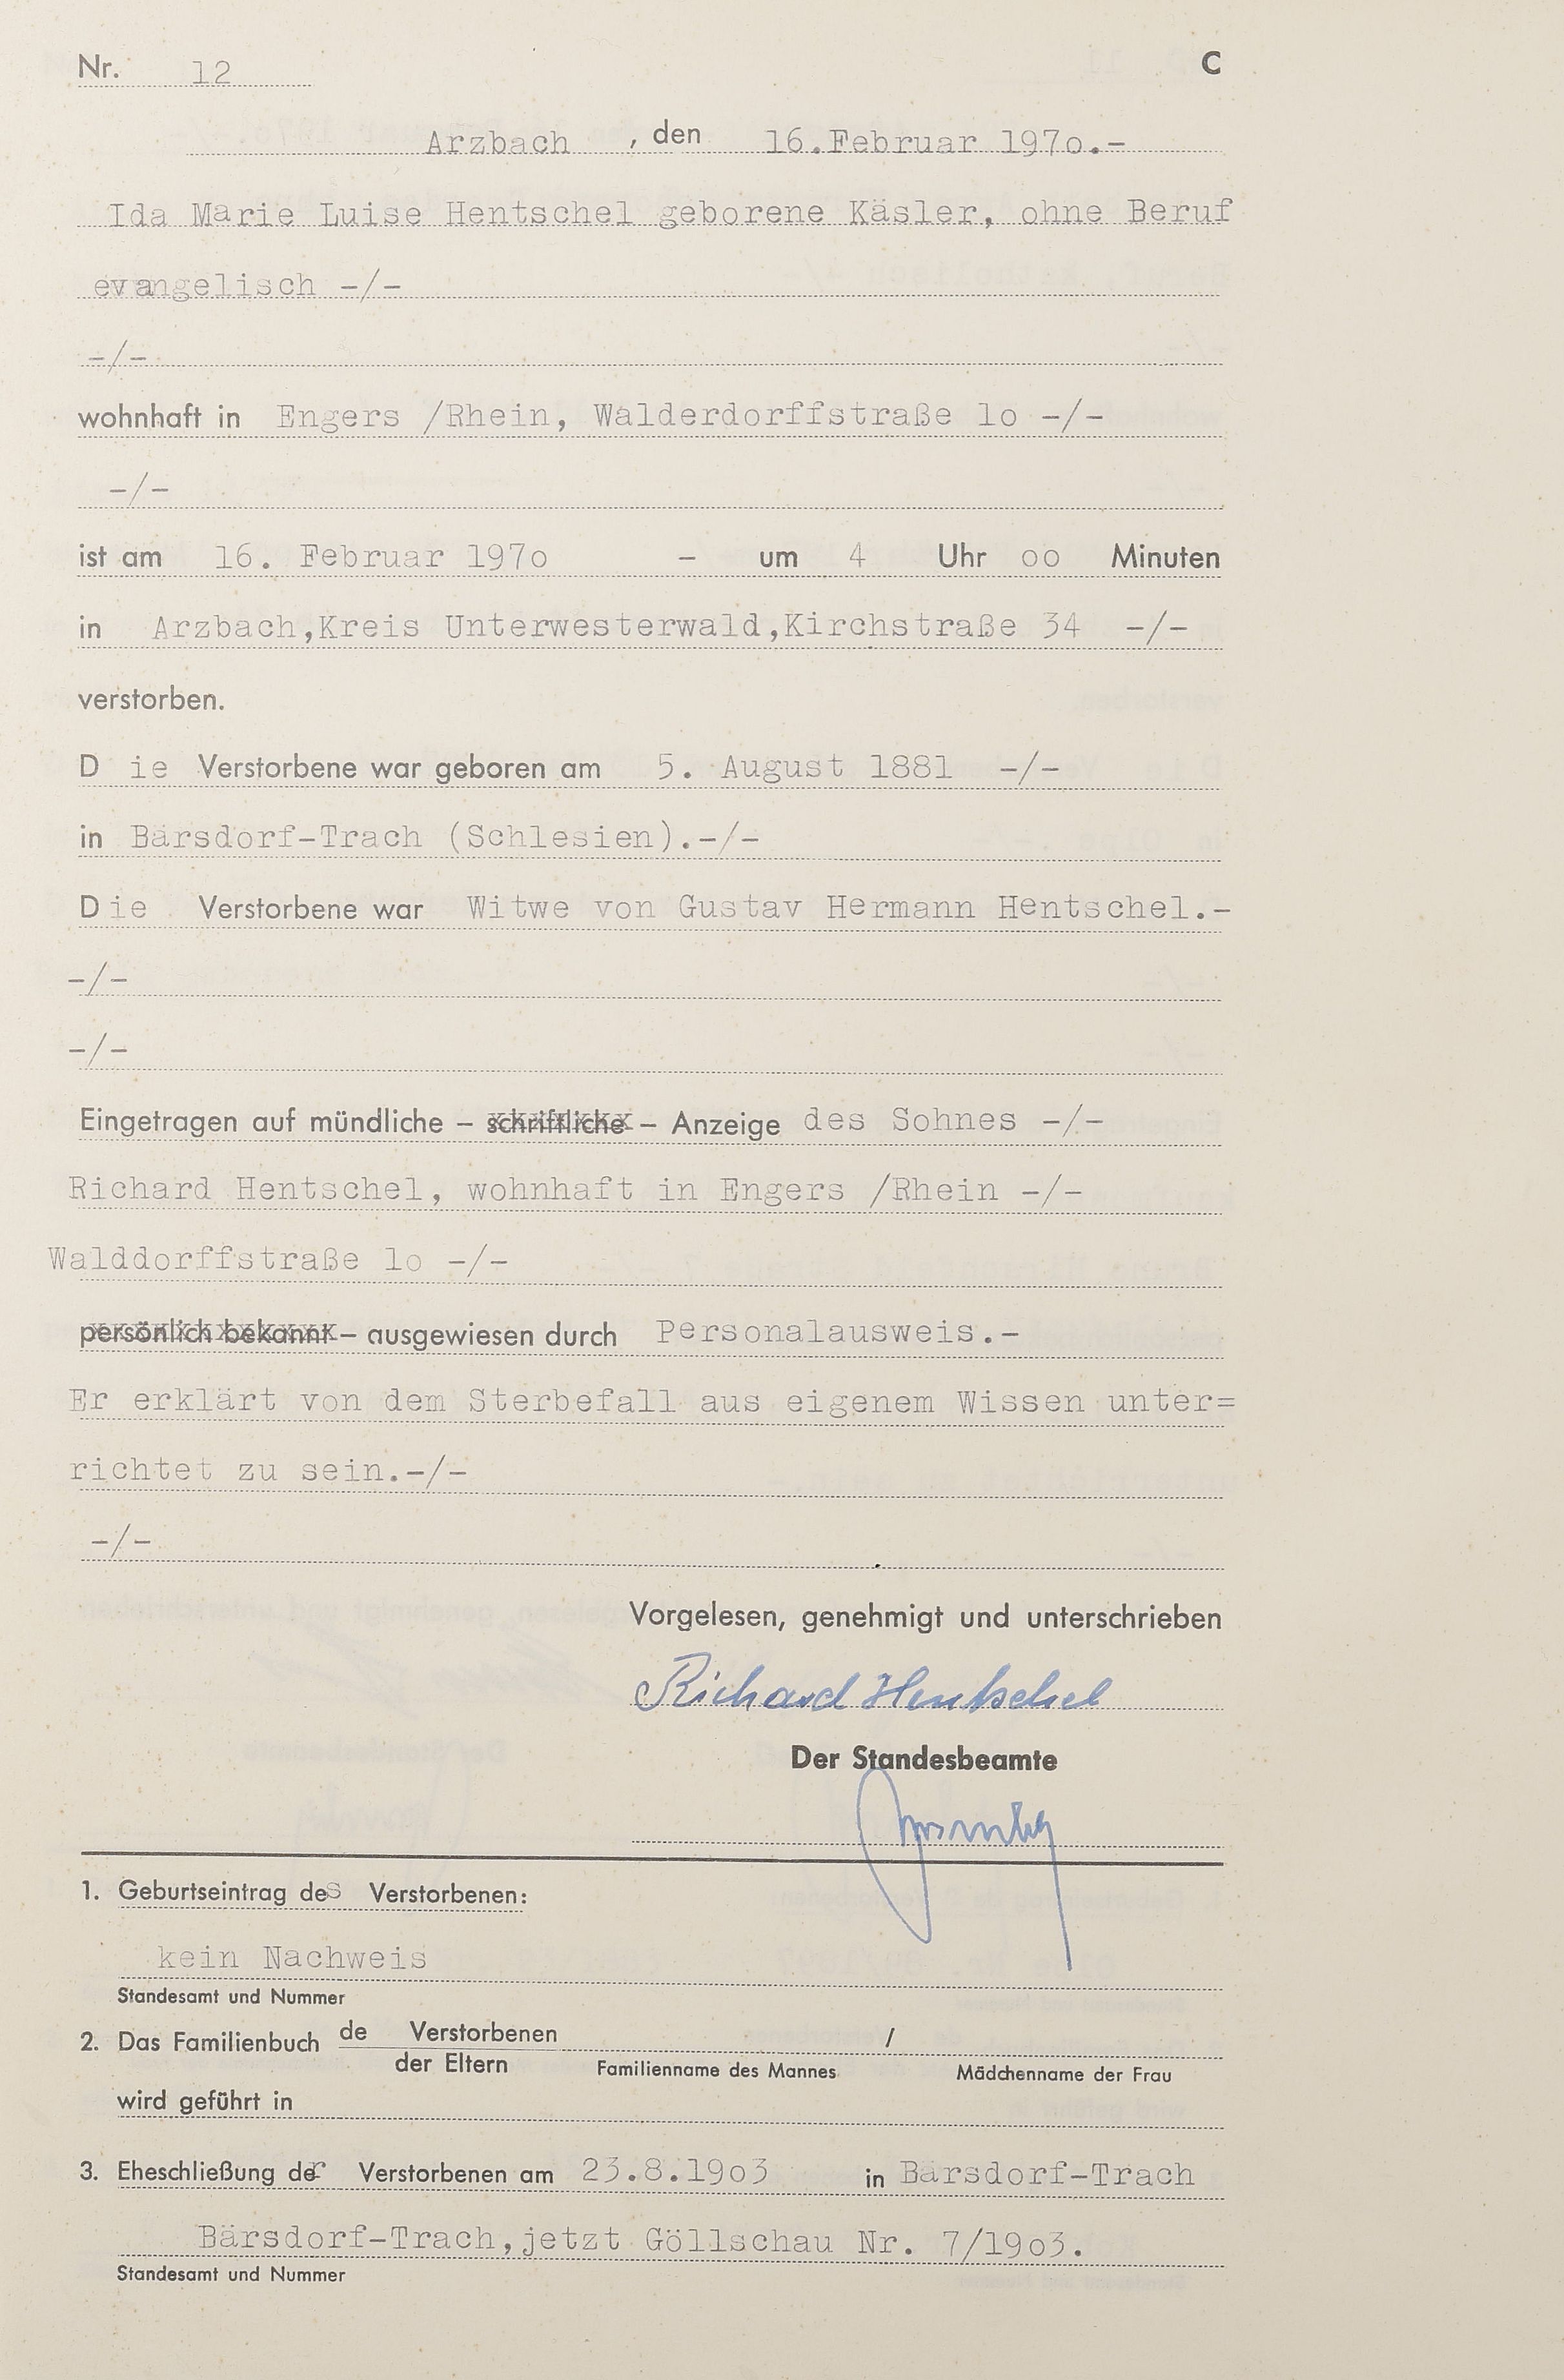 Nr. 12 C
Arzbach , den 16.Februar 197o.-
Ida Marie Luise Hentschel geborene Käsler, ohne Beruf
evangelisch -/-
-/-
wohnhaft in Engers /Rhein, Walderdorffstraße lo -/-
-/-
ist am 16. Februar 197o - um 4 Uhr oo Minuten
in Arzbach,Kreis Unterwesterwald,Kirchstraße 34 -/-
verstorben.
D ie Verstorbene war geboren am 5. August 1881 -/-
in Bärsdorf-Trach (Schlesien).-/-
Die Verstorbene war Witwe von Gustav Hermann Hentschel.-
-/-
-/-
Eingetragen auf mündliche – schriftliche – Anzeige des Sohnes -/-
Richard Hentschel, wohnhaft in Engers /Rhein -/-
Walddorffstraße lo -/-
persönlich bekannt – ausgewiesen durch Personalausweis.-
Er erklärt von dem Sterbefall aus eigenem Wissen unter=
richtet zu sein.-/-
-/-
Vorgelesen, genehmigt und unterschrieben
Richard Hentschel
Der Standesbeamte
1. Geburtseintrag des Verstorbenen:
kein Nachweis
Standesamt und Nummer
2. Das Familienbuch de Verstorbenen /
der Eltern Familienname des Mannes Mädchenname der Frau
wird geführt in
3. Eheschließung der Verstorbenen am 23.8.19o3 in Bärsdorf-Trach
Bärsdorf-Trach,jetzt Göllschau Nr. 7/19o3.
Standesamt und Nummer